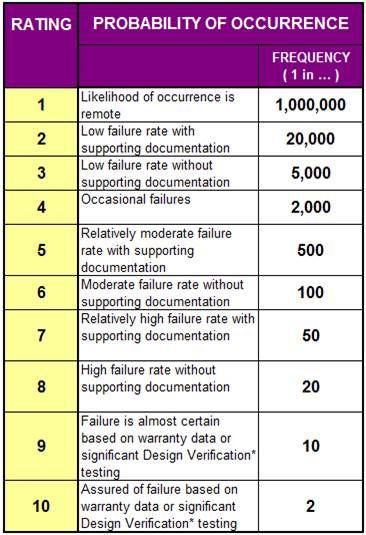 RATING PROBABILITY OF OCCURRENCE
FREQUENCY
( 1 in ... )
1 Likelihood of occurrence is
remote 1,000,000
2 Low failure rate with
supporting documentation 20,000
3 Low failure rate without
supporting documentation 5,000
4 Occasional failures 2,000
5 Relatively moderate failure
rate with supporting
documentation 500
6 Moderate failure rate without
supporting documentation 100
7 Relatively high failure rate with
supporting documentation 50
8 High failure rate without
supporting documentation 20
9 Failure is almost certain
based on warranty data or
significant Design Verification*
testing 10
10 Assured of failure based on
warranty data or significant
Design Verification* testing 2